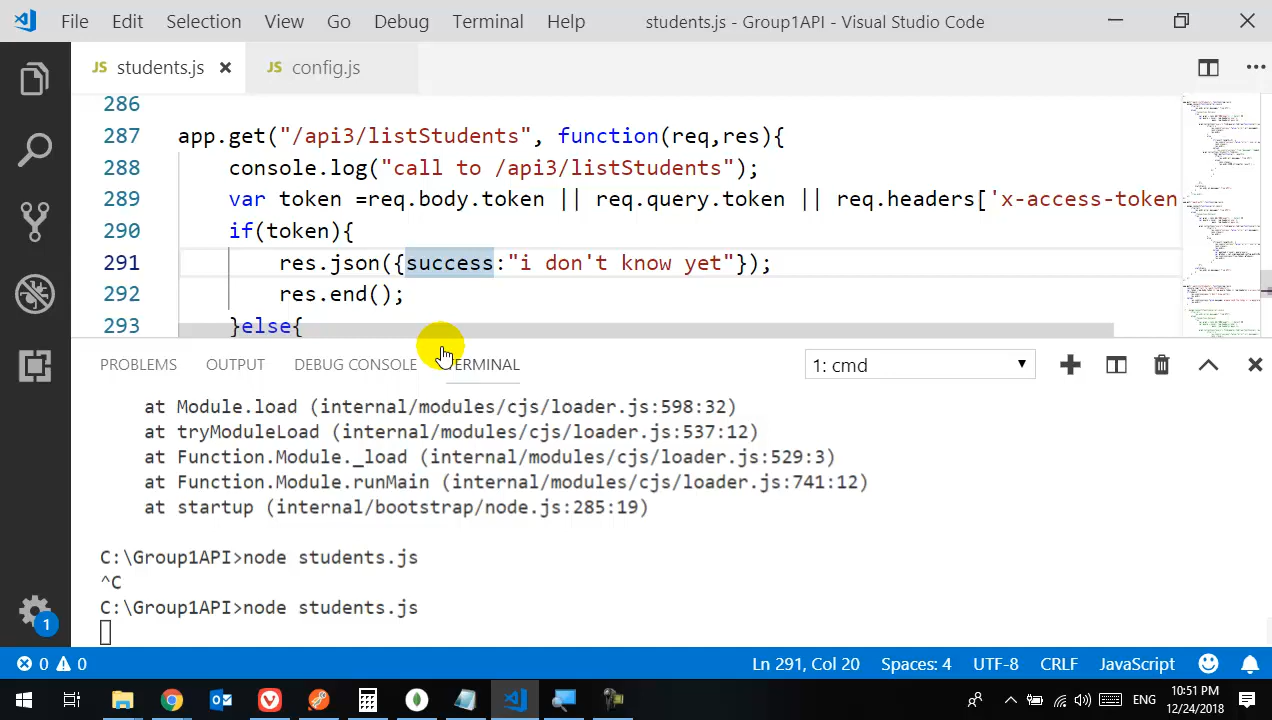 File Edit Selection View Go Debug Terminal Help students.js - Group1API - Visual Studio Code
JS students.js JS config.js
286
287 app.get("/api3/listStudents", function(req,res){
288 console.log("call to /api3/listStudents");
289 var token =req.body.token || req.query.token || req.headers['x-access-token
290 if(token){
291 res.json({success:"i don't know yet"});
292 res.end();
293 }else{
PROBLEMS OUTPUT DEBUG CONSOLE TERMINAL 1: cmd
at Module.load (internal/modules/cjs/loader.js:598:32)
at tryModuleLoad (internal/modules/cjs/loader.js:537:12)
at Function.Module._load (internal/modules/cjs/loader.js:529:3)
at Function.Module.runMain (internal/modules/cjs/loader.js:741:12)
at startup (internal/bootstrap/node.js:285:19)
C:\Group1API>node students.js
^C
C:\Group1API>node students.js
1
0 0 Ln 291, Col 20 Spaces: 4 UTF-8 CRLF JavaScript
ENG 10:51 PM
12/24/2018